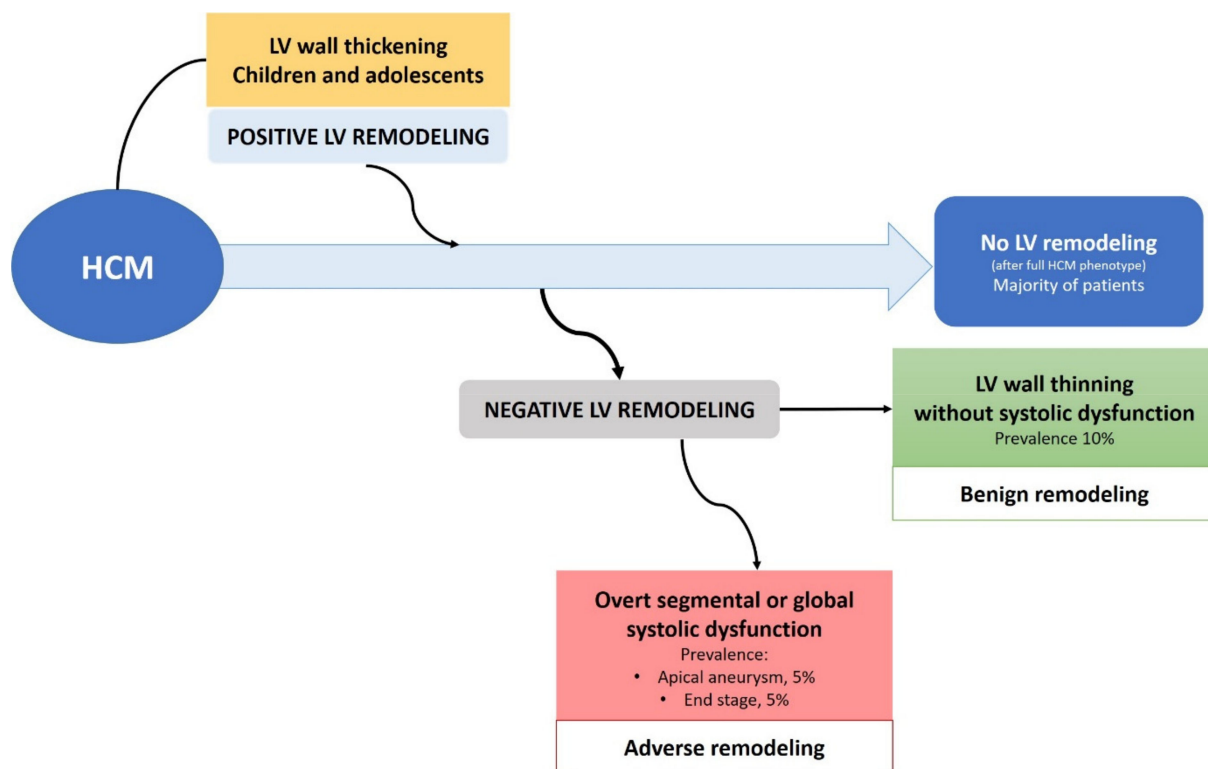 LV wall thickening
Children and adolescents
POSITIVE LV REMODELING
HCM
No LV remodeling
(after full HCM phenotype)
Majority of patients
NEGATIVE LV REMODELING
LV wall thinning
without systolic dysfunction
Prevalence 10%
Benign remodeling
Overt segmental or global
systolic dysfunction
Prevalence:
• Apical aneurysm, 5%
• End stage, 5%
Adverse remodeling